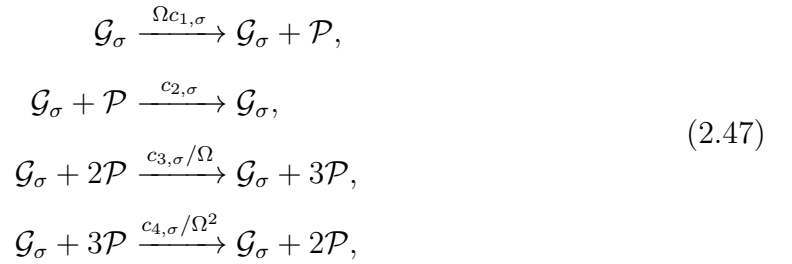 𝒢_σ --Ωc_{1,σ}--> 𝒢_σ + 𝒫,
𝒢_σ + 𝒫 --c_{2,σ}--> 𝒢_σ,
(2.47)
𝒢_σ + 2𝒫 --c_{3,σ}/Ω--> 𝒢_σ + 3𝒫,
𝒢_σ + 3𝒫 --c_{4,σ}/Ω²--> 𝒢_σ + 2𝒫,